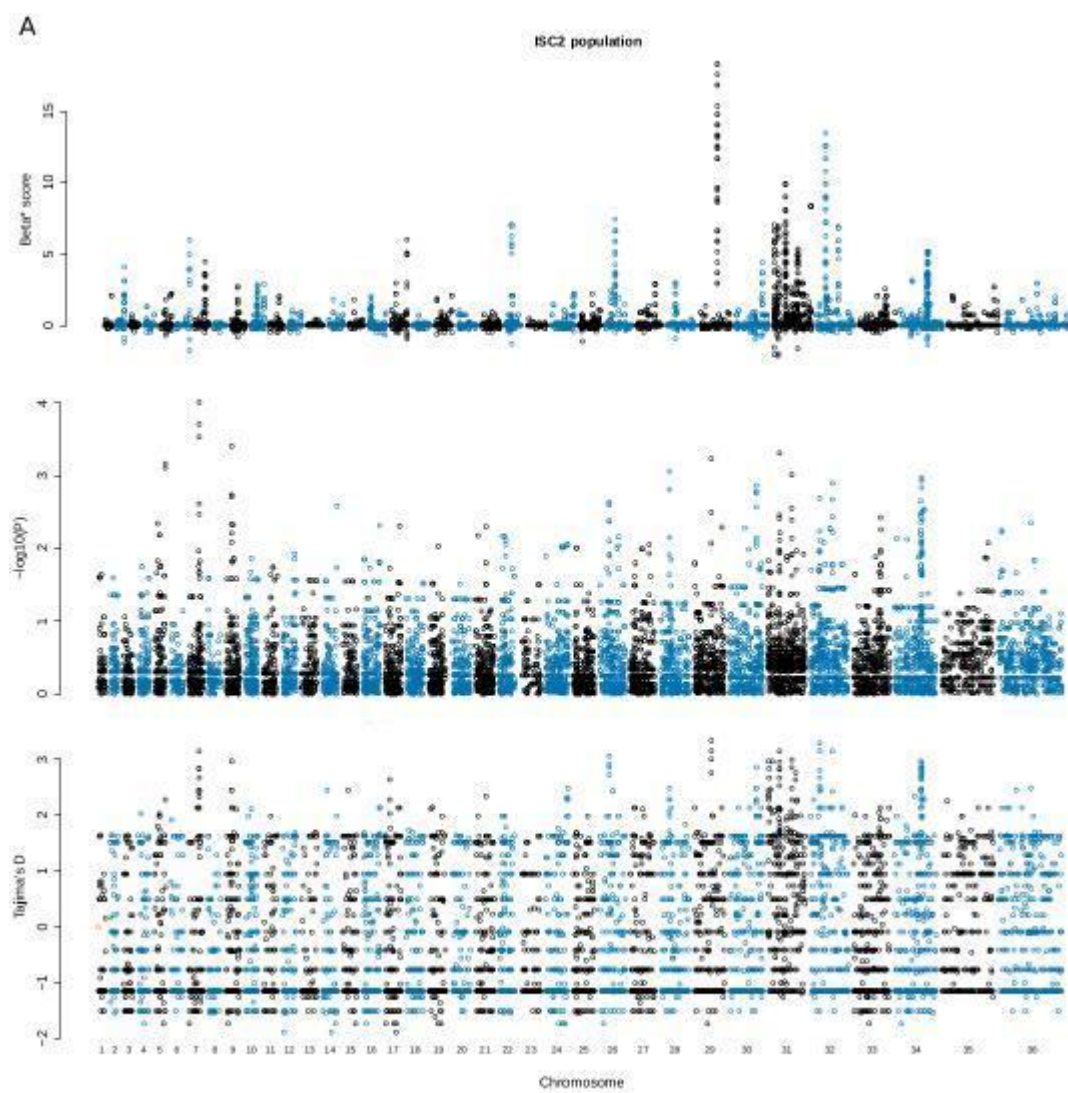 A
ISC2 population
Beta* score
15
10
5
0
−log10(P)
4
3
2
1
0
Tajima's D
3
2
1
0
−1
−2
1 2 3 4 5 6 7 8 9 10 11 12 13 14 15 16 17 18 19 20 21 22 23 24 25 26 27 28 29 30 31 32 33 34 35 36
Chromosome